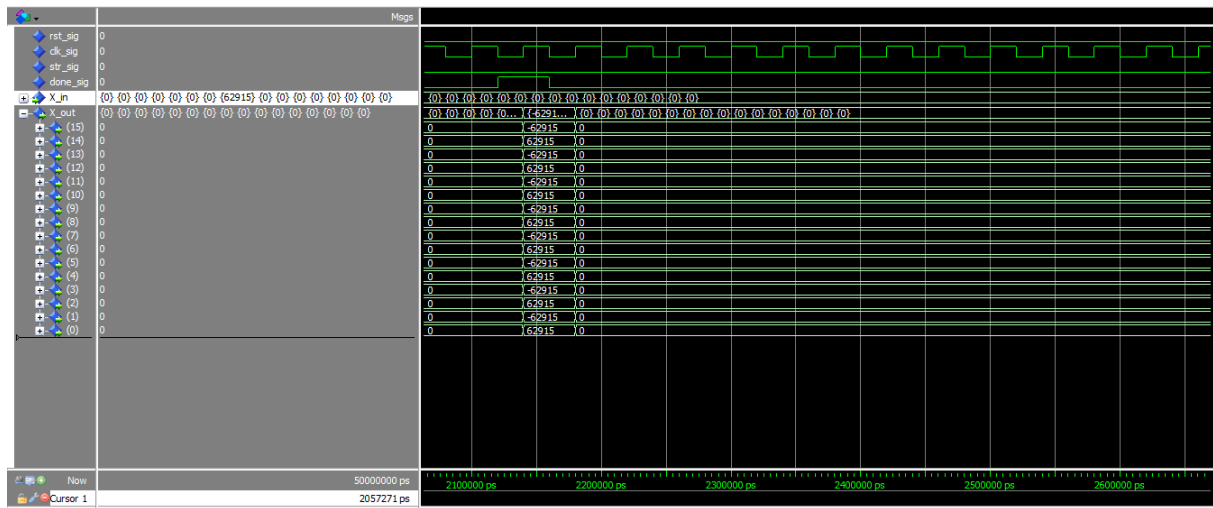 Msgs
rst_sig 0
clk_sig 0
str_sig 0
done_sig 0
X_in {0} {0} {0} {0} {0} {0} {0} {62915} {0} {0} {0} {0} {0} {0} {0} {0} {0} {0} {0} {0} {0} {0} {0} {0} {0} {0} {0} {0} {0} {0} {0} {0}
X_out {0} {0} {0} {0} {0} {0} {0} {0} {0} {0} {0} {0} {0} {0} {0} {0} {0} {0} {0} {0} {0... {-6291... {0} {0} {0} {0} {0} {0} {0} {0} {0} {0} {0} {0} {0} {0} {0} {0}
(15) 0 0 -62915 0
(14) 0 0 62915 0
(13) 0 0 -62915 0
(12) 0 0 62915 0
(11) 0 0 -62915 0
(10) 0 0 62915 0
(9) 0 0 -62915 0
(8) 0 0 62915 0
(7) 0 0 -62915 0
(6) 0 0 62915 0
(5) 0 0 -62915 0
(4) 0 0 62915 0
(3) 0 0 -62915 0
(2) 0 0 62915 0
(1) 0 0 -62915 0
(0) 0 0 62915 0
Now 50000000 ps 2100000 ps 2200000 ps 2300000 ps 2400000 ps 2500000 ps 2600000 ps
Cursor 1 2057271 ps